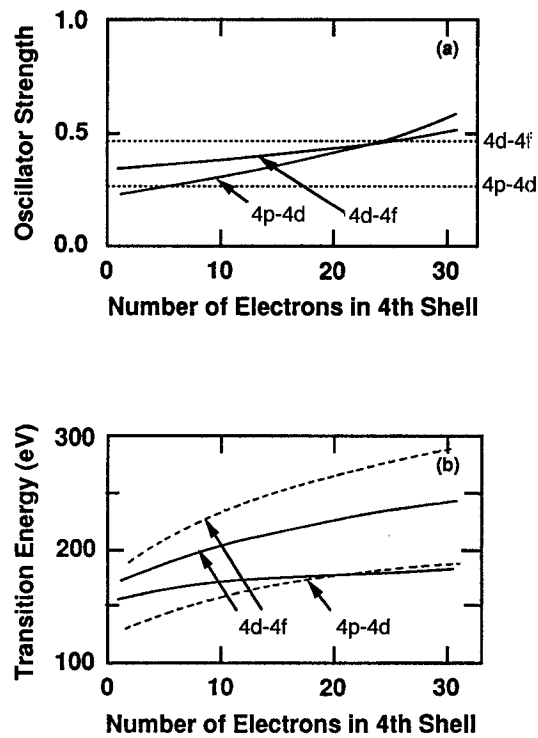 1.0
(a)
Oscillator Strength
0.5
4d-4f
4p-4d
4p-4d
4d-4f
0.0
0 10 20 30
Number of Electrons in 4th Shell
300
(b)
Transition Energy (eV)
200
4d-4f
4p-4d
100
0 10 20 30
Number of Electrons in 4th Shell